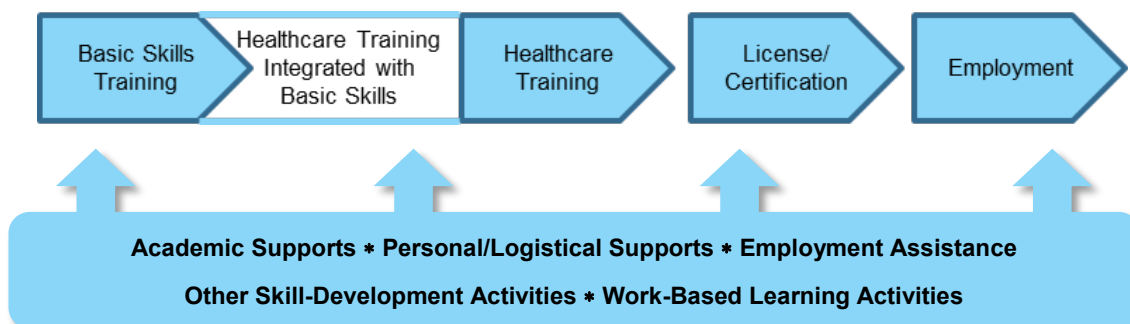 Basic Skills
Training
Healthcare Training
Integrated with
Basic Skills
Healthcare
Training
License/
Certification
Employment
Academic Supports * Personal/Logistical Supports * Employment Assistance
Other Skill-Development Activities * Work-Based Learning Activities